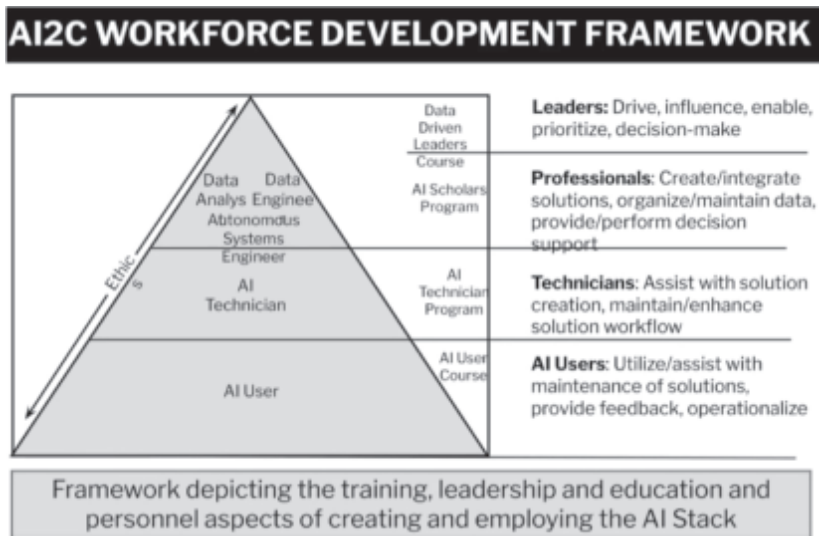 AI2C WORKFORCE DEVELOPMENT FRAMEWORK
Data
Driven
Leaders
Course
Leaders: Drive, influence, enable,
prioritize, decision-make
Data Data
Analys Enginee
Autonomous
Systems
Engineer
AI Scholars
Program
Professionals: Create/integrate
solutions, organize/maintain data,
provide/perform decision
support
Ethic
s
AI
Technician
AI
Technician
Program
Technicians: Assist with solution
creation, maintain/enhance
solution workflow
AI User
AI User
Course
AI Users: Utilize/assist with
maintenance of solutions,
provide feedback, operationalize
Framework depicting the training, leadership and education and
personnel aspects of creating and employing the AI Stack